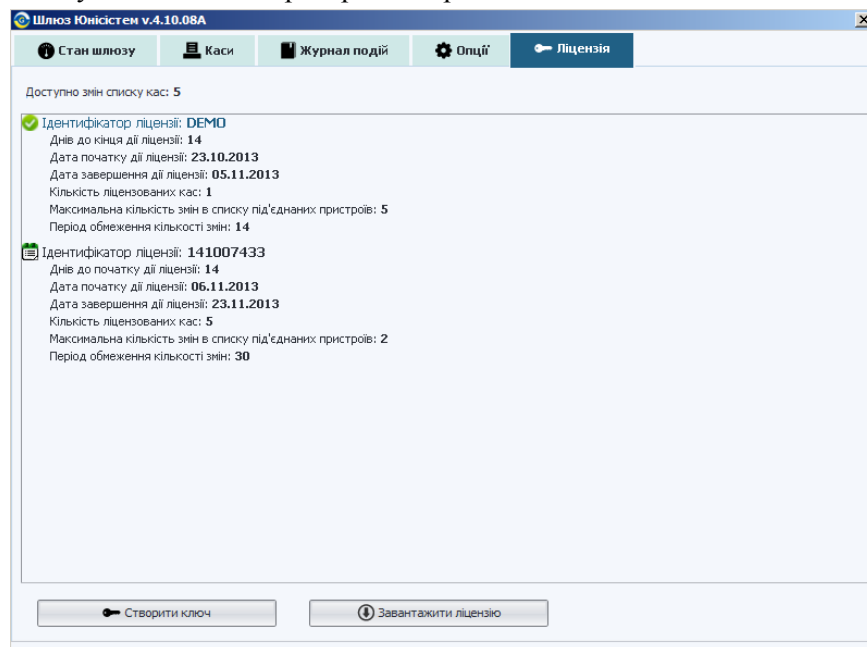 Шлюз Юнісістем v.4.10.08A
Стан шлюзу Каси Журнал подій Опції Ліцензія
Доступно змін списку кас: 5
Ідентифікатор ліцензії: DEMO
Днів до кінця дії ліцензії: 14
Дата початку дії ліцензії: 23.10.2013
Дата завершення дії ліцензії: 05.11.2013
Кількість ліцензованих кас: 1
Максимальна кількість змін в списку під'єднаних пристроїв: 5
Період обмеження кількості змін: 14
Ідентифікатор ліцензії: 141007433
Днів до початку дії ліцензії: 14
Дата початку дії ліцензії: 06.11.2013
Дата завершення дії ліцензії: 23.11.2013
Кількість ліцензованих кас: 5
Максимальна кількість змін в списку під'єднаних пристроїв: 2
Період обмеження кількості змін: 30
Створити ключ Завантажити ліцензію